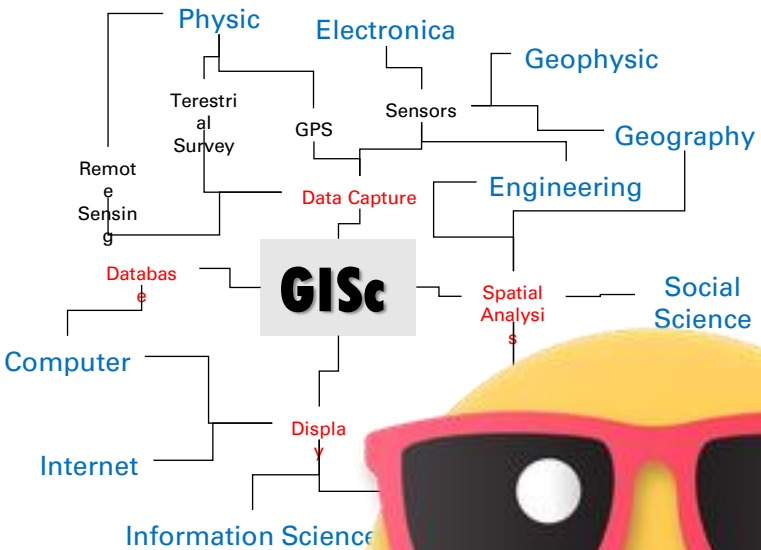 Physic
Electronica
Geophysic
Terestri
al
Survey
GPS
Sensors
Geography
Remot
e
Sensin
g
Data Capture
Engineering
Databas
e
GISc
Spatial
Analysi
s
Social
Science
Computer
Displa
y
Internet
Information Science